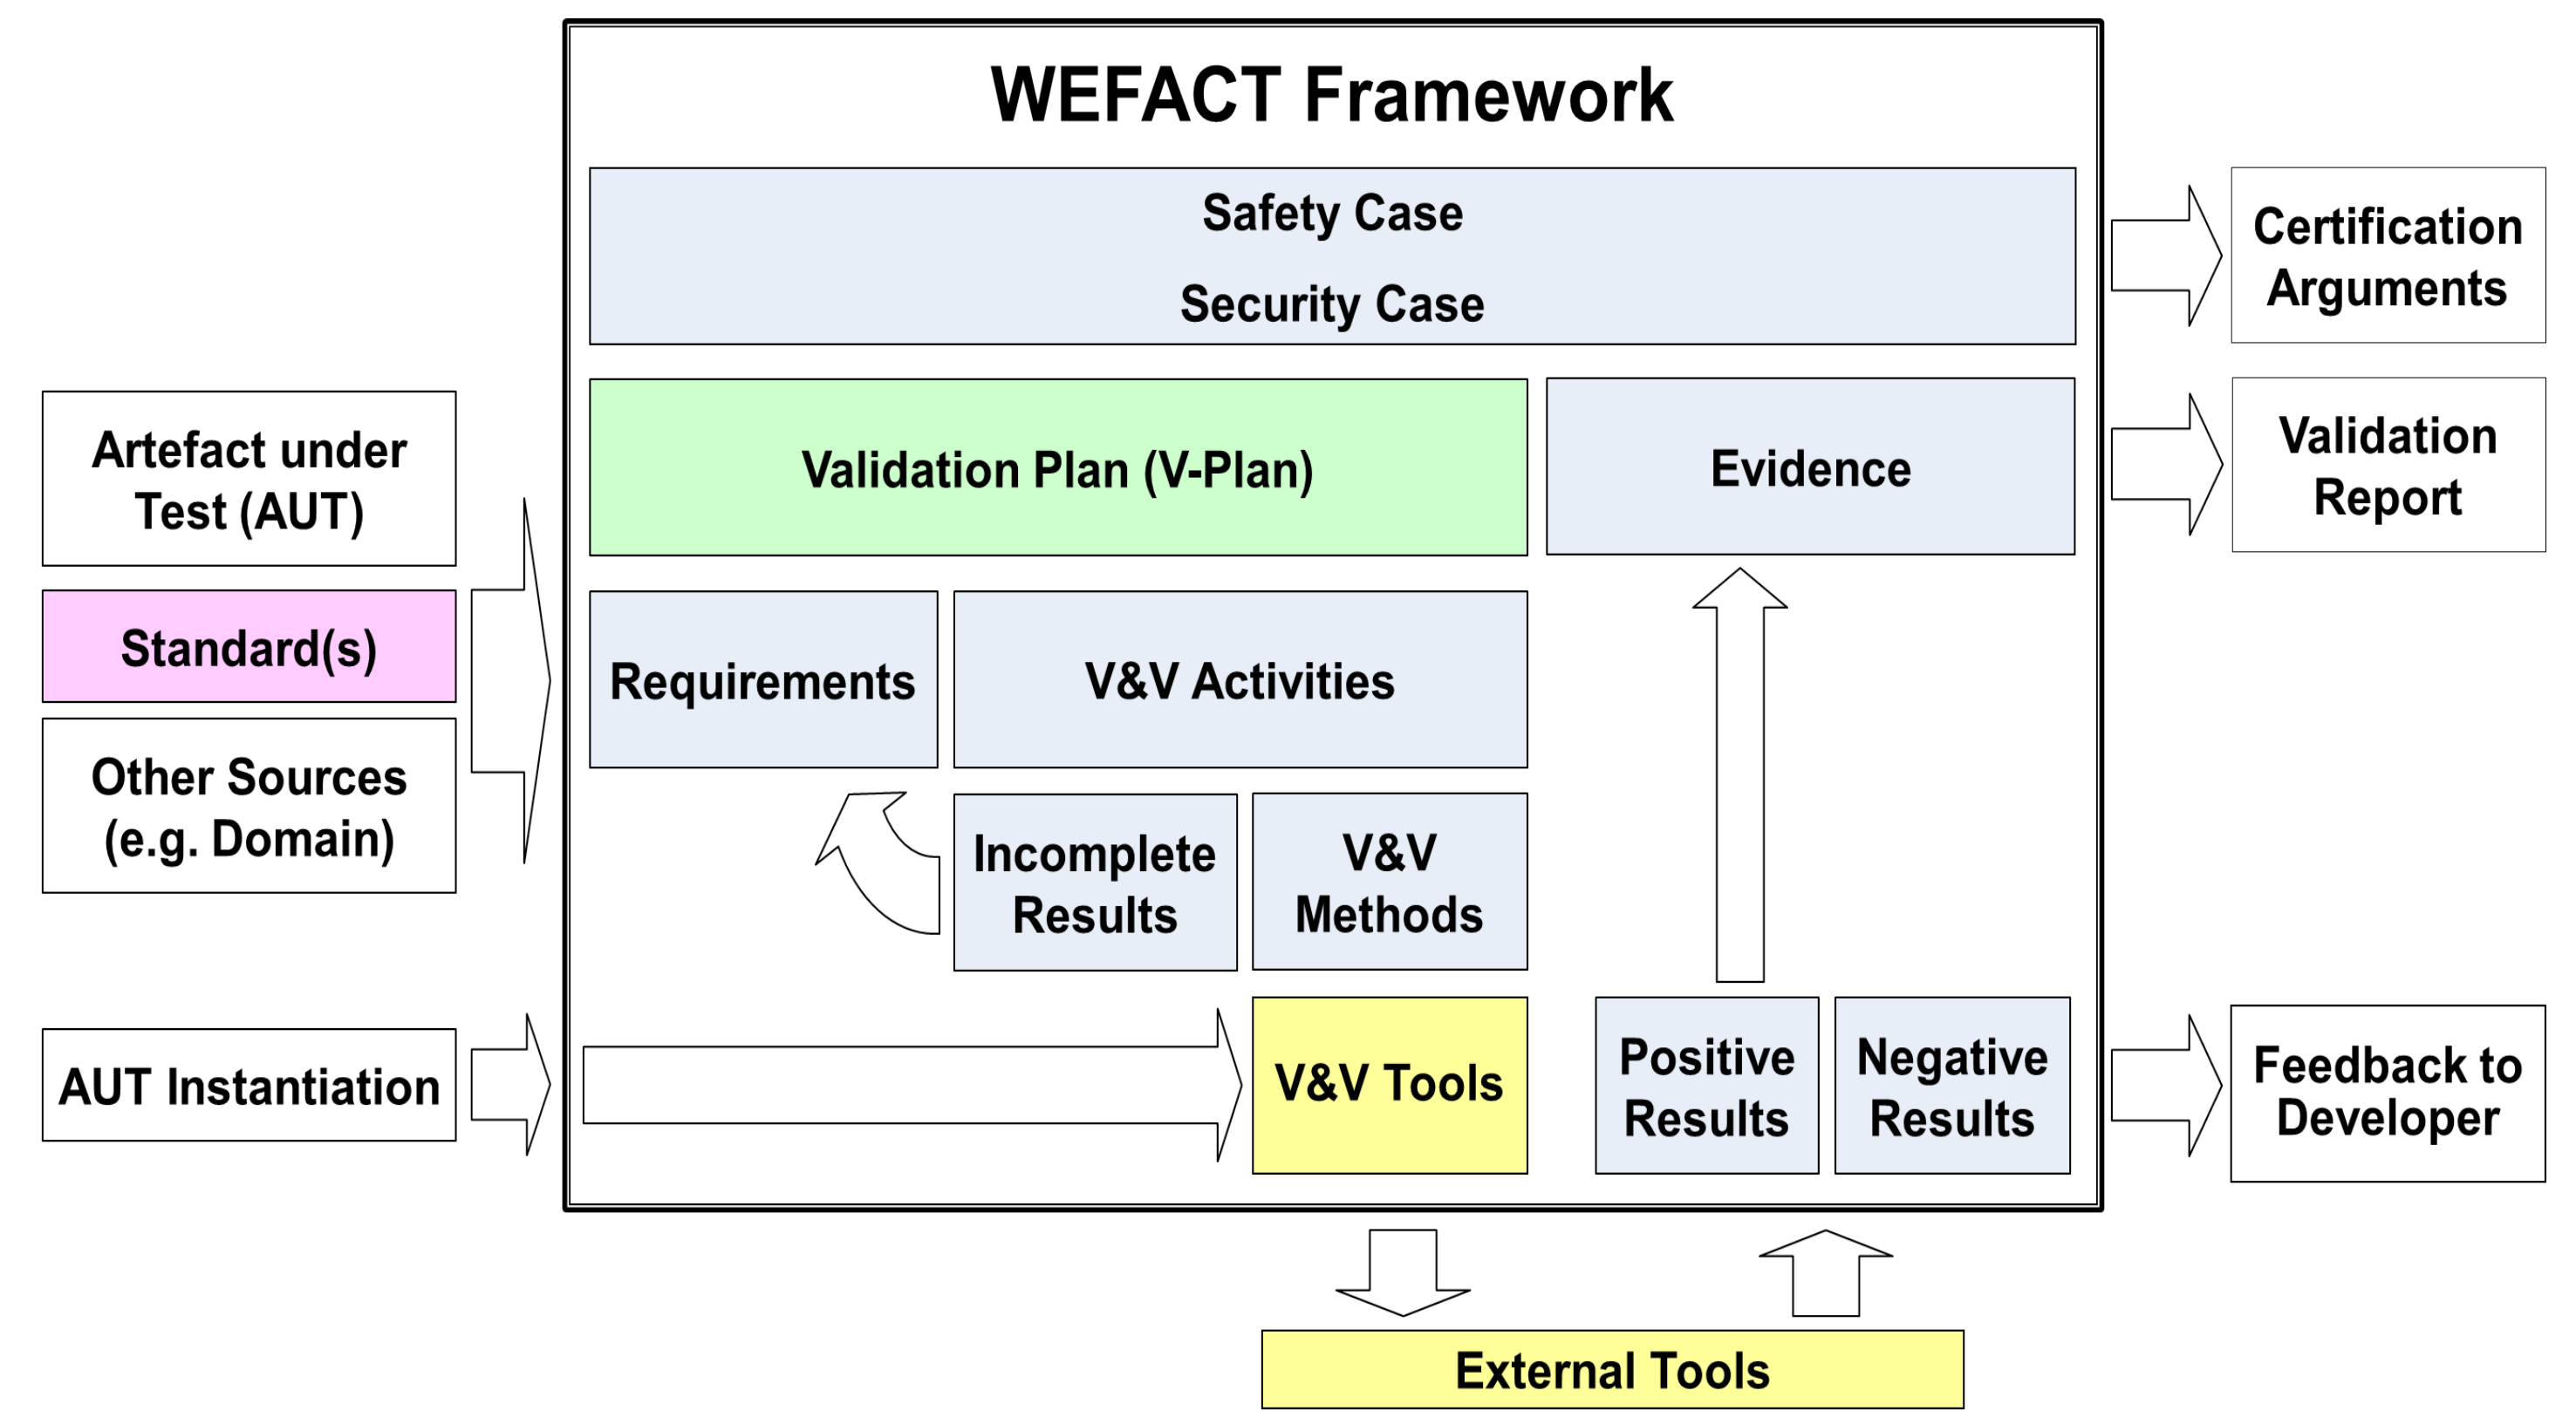 WEFACT Framework
Safety Case
Security Case
Certification
Arguments
Artefact under
Test (AUT)
Validation Plan (V-Plan)
Evidence
Validation
Report
Standard(s)
Requirements
V&V Activities
Other Sources
(e.g. Domain)
Incomplete
Results
V&V
Methods
AUT Instantiation
V&V Tools
Positive
Results
Negative
Results
Feedback to
Developer
External Tools